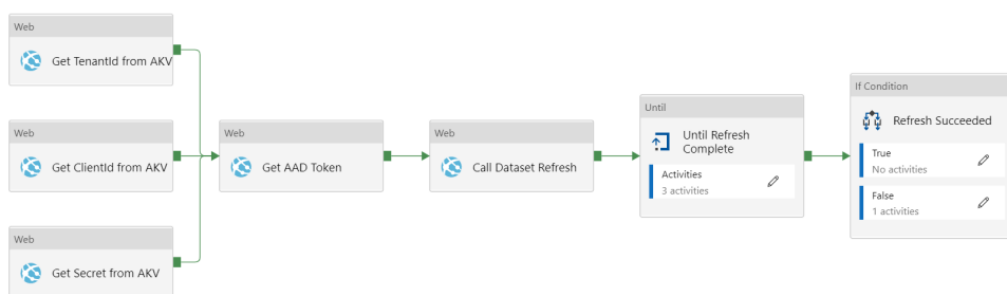 Web
Get TenantId from AKV
Web
Get ClientId from AKV
Web
Get Secret from AKV
Web
Get AAD Token
Web
Call Dataset Refresh
Until
Until Refresh
Complete
Activities
3 activities
If Condition
Refresh Succeeded
True
No activities
False
1 activities